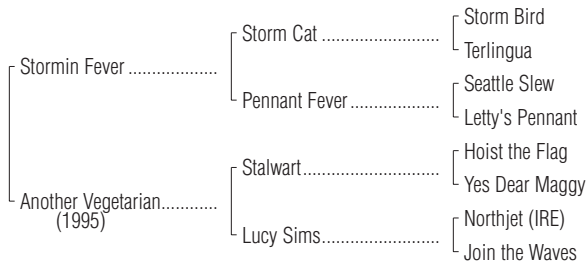 Storm Bird
Storm Cat
Terlingua
Stormin Fever
Seattle Slew
Pennant Fever
Letty's Pennant
Hoist the Flag
Stalwart
Yes Dear Maggy
Another Vegetarian
(1995)
Northjet (IRE)
Lucy Sims
Join the Waves